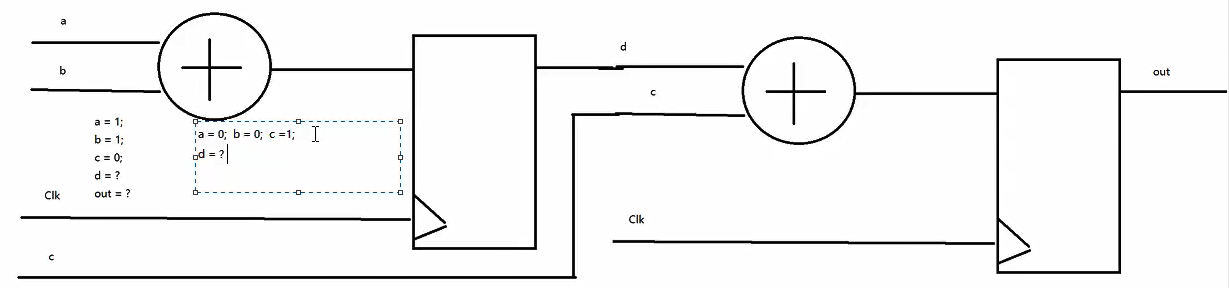 a
b
a = 1;
b = 1;
c = 0;
d = ?
out = ?
a = 0; b = 0; c =1;
d = ?
Clk
c
d
c
Clk
out